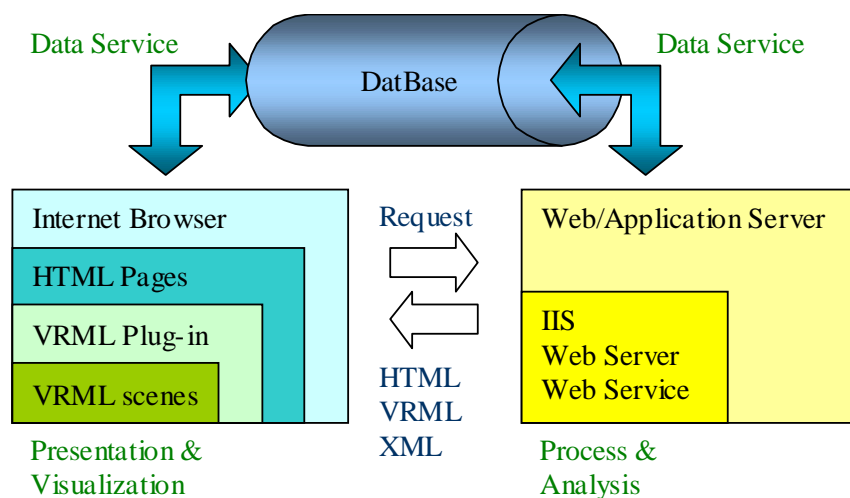 Data Service
DatBase
Data Service
Internet Browser
HTML Pages
VRML Plug-in
VRML scenes
Presentation &
Visualization
Request
HTML
VRML
XML
Web/Application Server
IIS
Web Server
Web Service
Process &
Analysis